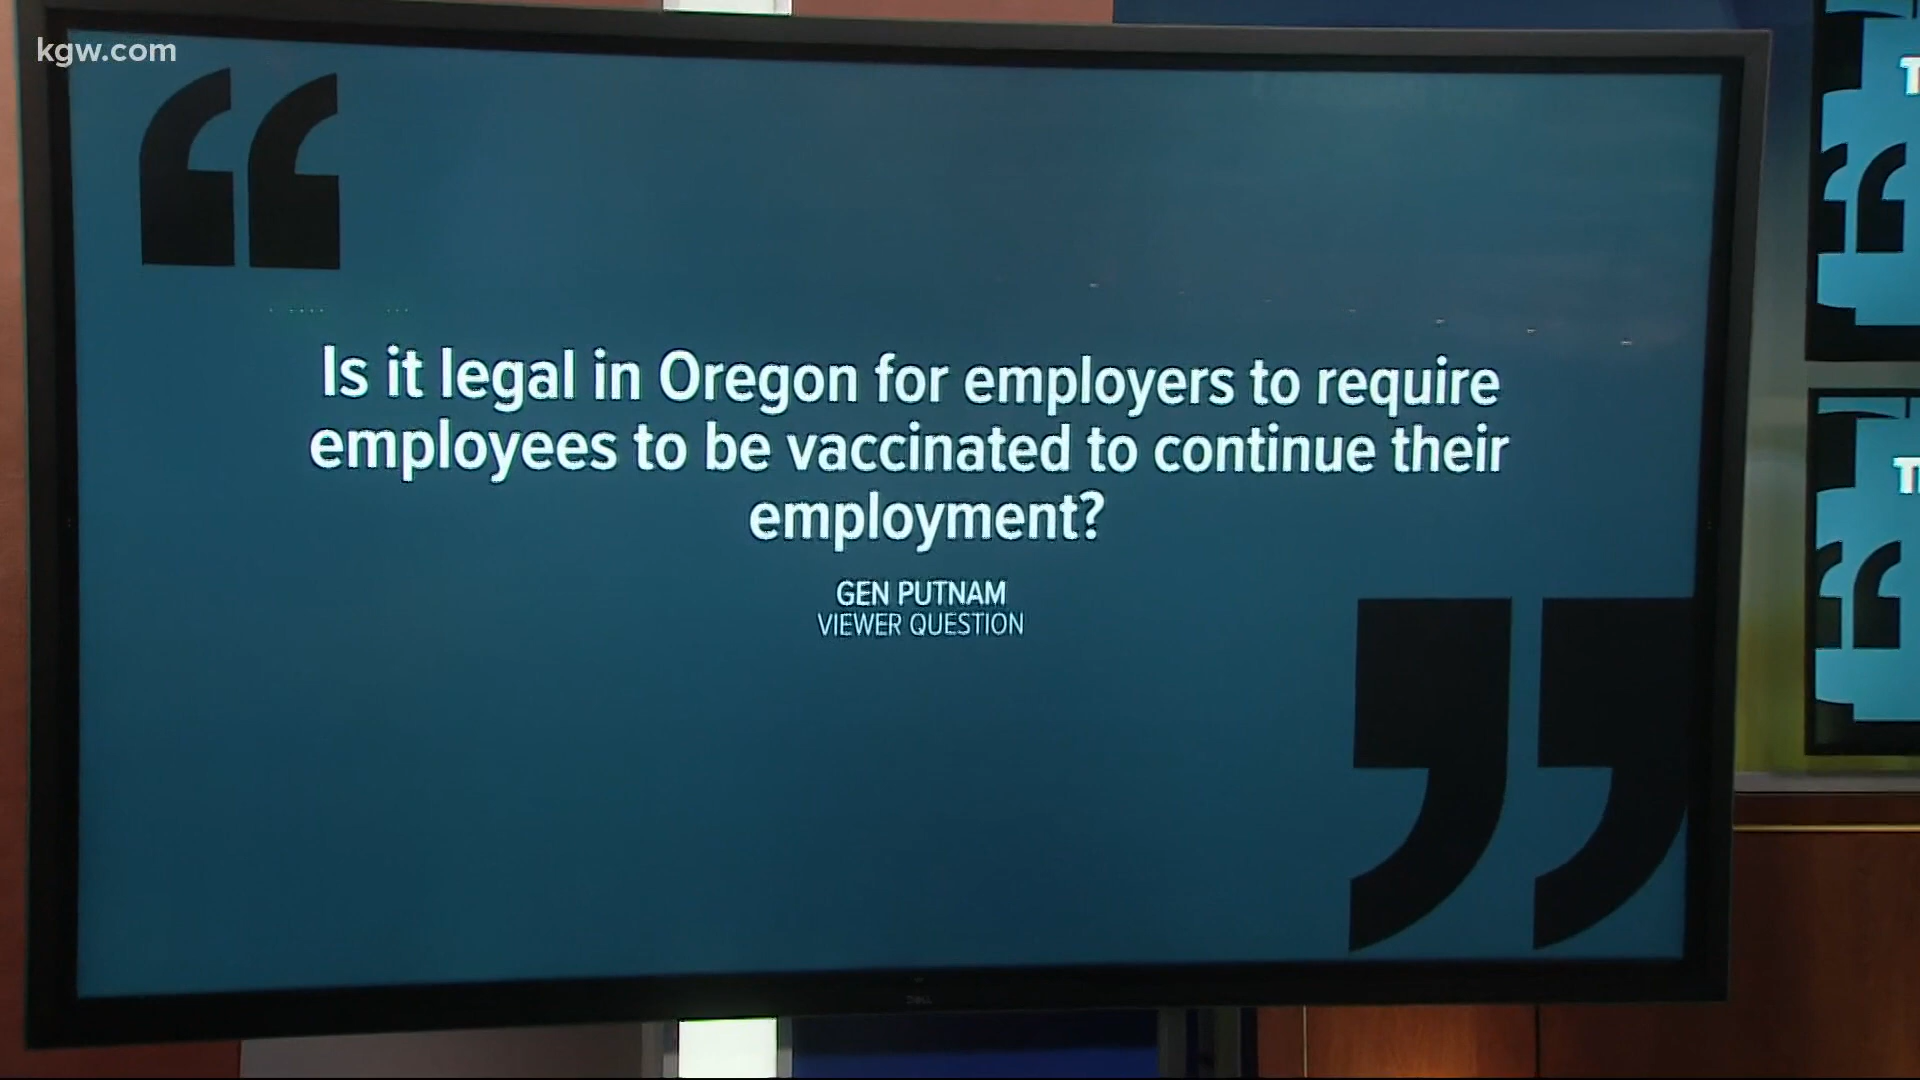 kgw.com
Is it legal in Oregon for employers to require
employees to be vaccinated to continue their
employment?
GEN PUTNAM
VIEWER QUESTION
DELL